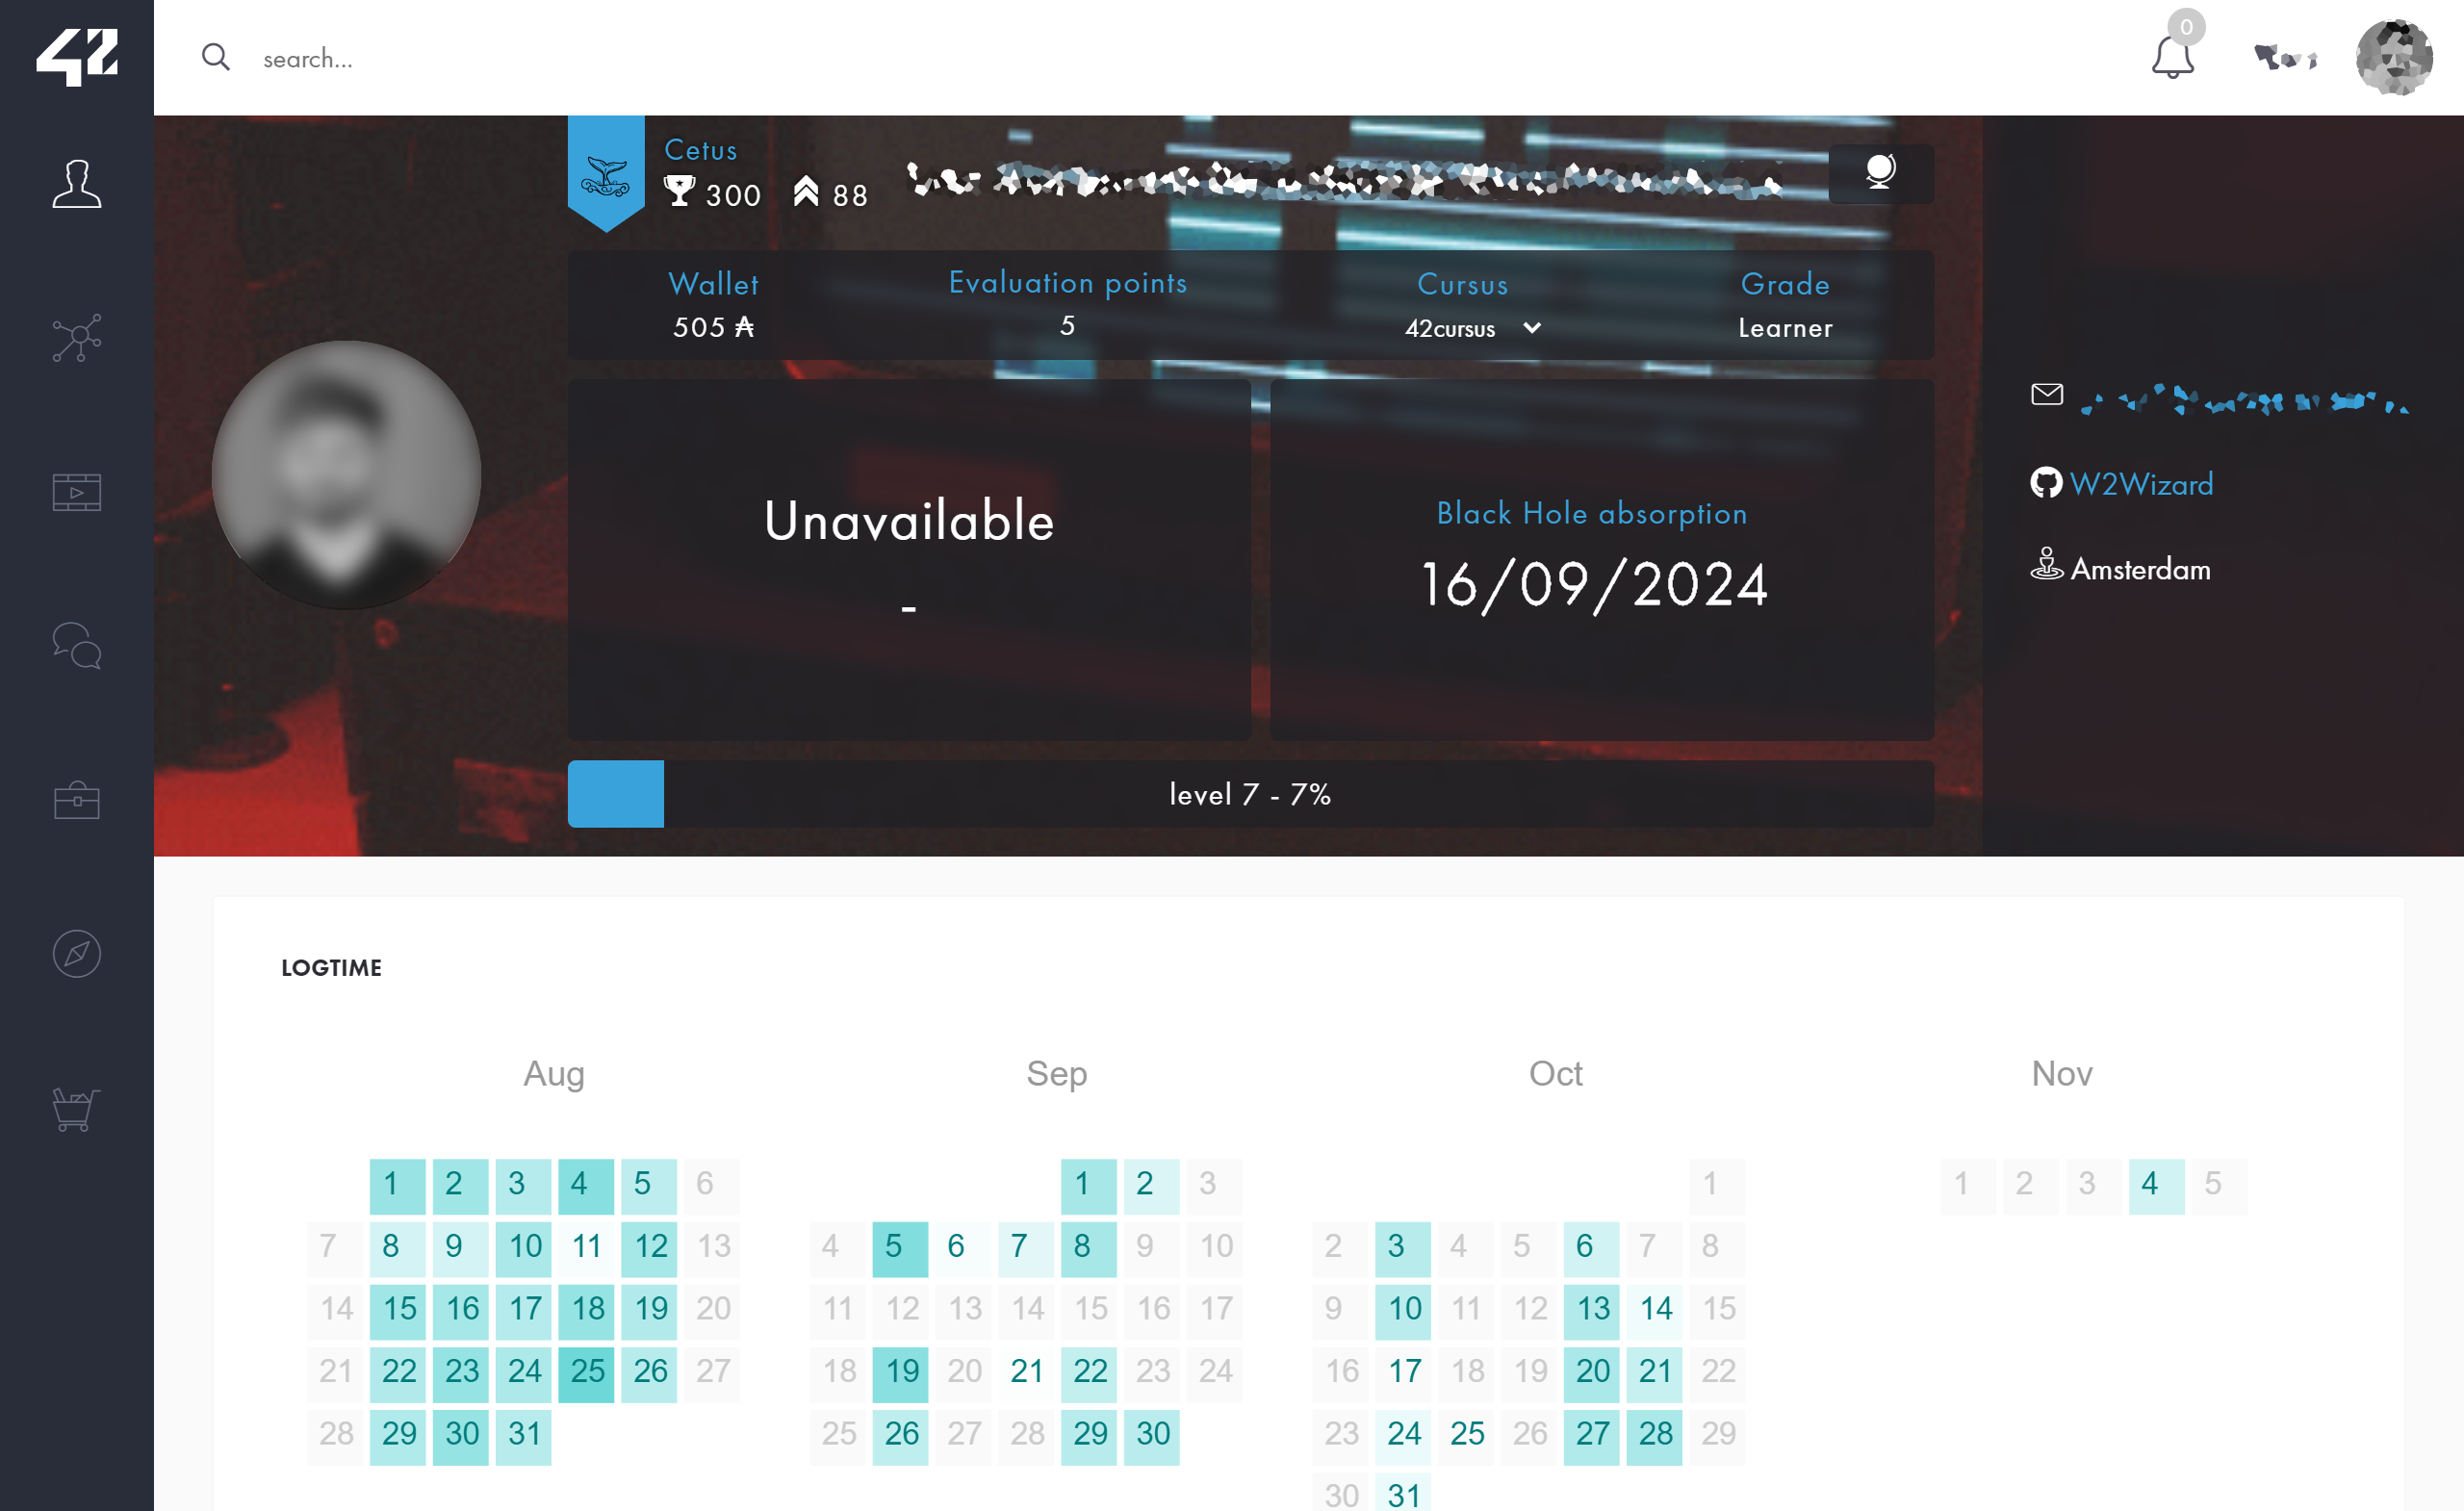 42
search...
0
Cetus
300 88
Wallet
505 ₳
Evaluation points
5
Cursus
42cursus
Grade
Learner
Unavailable
-
Black Hole absorption
16/09/2024
W2Wizard
Amsterdam
level 7 - 7%
LOGTIME
Aug
1 2 3 4 5 6
7 8 9 10 11 12 13
14 15 16 17 18 19 20
21 22 23 24 25 26 27
28 29 30 31
Sep
1 2 3
4 5 6 7 8 9 10
11 12 13 14 15 16 17
18 19 20 21 22 23 24
25 26 27 28 29 30
Oct
1
2 3 4 5 6 7 8
9 10 11 12 13 14 15
16 17 18 19 20 21 22
23 24 25 26 27 28 29
30 31
Nov
1 2 3 4 5